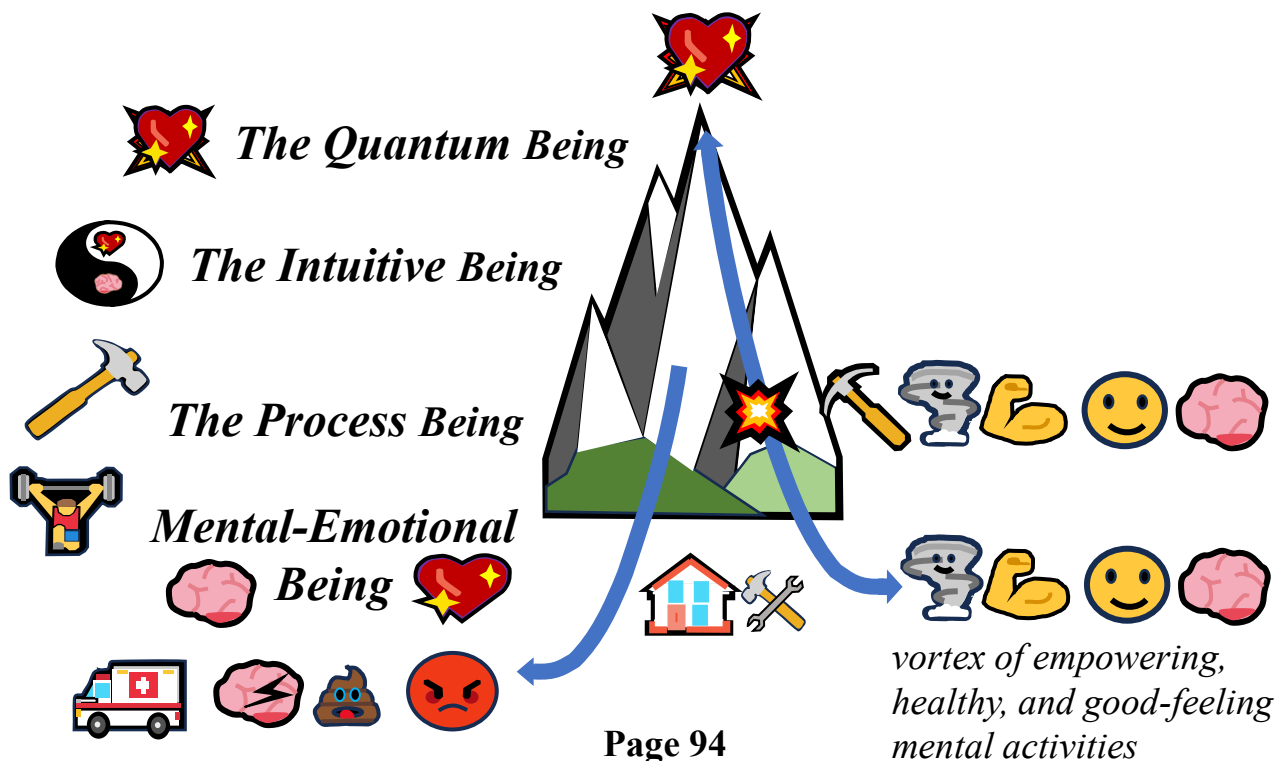 The Quantum Being
The Intuitive Being
The Process Being
Mental-Emotional
Being
vortex of empowering,
healthy, and good-feeling
mental activities
Page 94